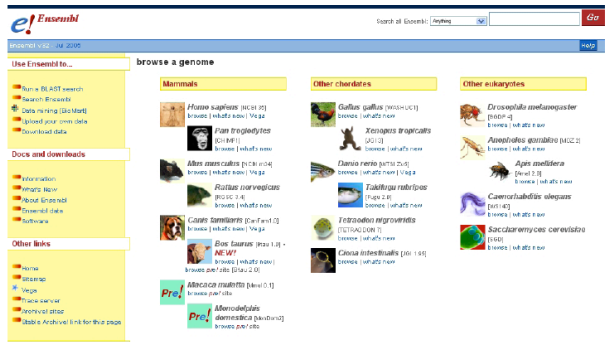 e! Ensembl
Search all Ensembl: Anything Go
Ensembl v32 - Jul 2005 Help
Use Ensembl to...
Run a BLAST search
Search Ensembl
Data mining [BioMart]
Upload your own data
Download data
Docs and downloads
Information
What's New
About Ensembl
Ensembl data
Software
Other links
Home
Sitemap
Vega
Trace server
Archive! sites
Stable Archive! link for this page
browse a genome
Mammals
Homo sapiens [NCBI 35]
browse | what's new | Vega
Pan troglodytes
[CHIMP1]
browse | what's new
Mus musculus [NCBI m34]
browse | what's new | Vega
Rattus norvegicus
[RGSC 3.4]
browse | what's new
Canis familiaris [CanFam1.0]
browse | what's new
Bos taurus [Btau 1.0] -
NEW!
browse | what's new |
browse pre! site [Btau 2.0]
Pre! Macaca mulatta [Mmul 0.1]
browse pre! site
Pre! Monodelphis
domestica [MonDom2]
browse pre! site
Other chordates
Gallus gallus [WASHUC1]
browse | what's new
Xenopus tropicalis
[JGI 3]
browse | what's new
Danio rerio [WTSI Zv4]
browse | what's new | Vega
Takifugu rubripes
[Fugu 2.0]
browse | what's new
Tetraodon nigroviridis
[TETRAODON 7]
browse | what's new
Ciona intestinalis [JGI 1.95]
browse | what's new
Other eukaryotes
Drosophila melanogaster
[BDGP 4]
browse | what's new
Anopheles gambiae [MOZ 2]
browse | what's new
Apis mellifera
[Amel 2.0]
browse | what's new
Caenorhabditis elegans
browse | what's new
Saccharomyces cerevisiae
[SGD]
browse | what's new